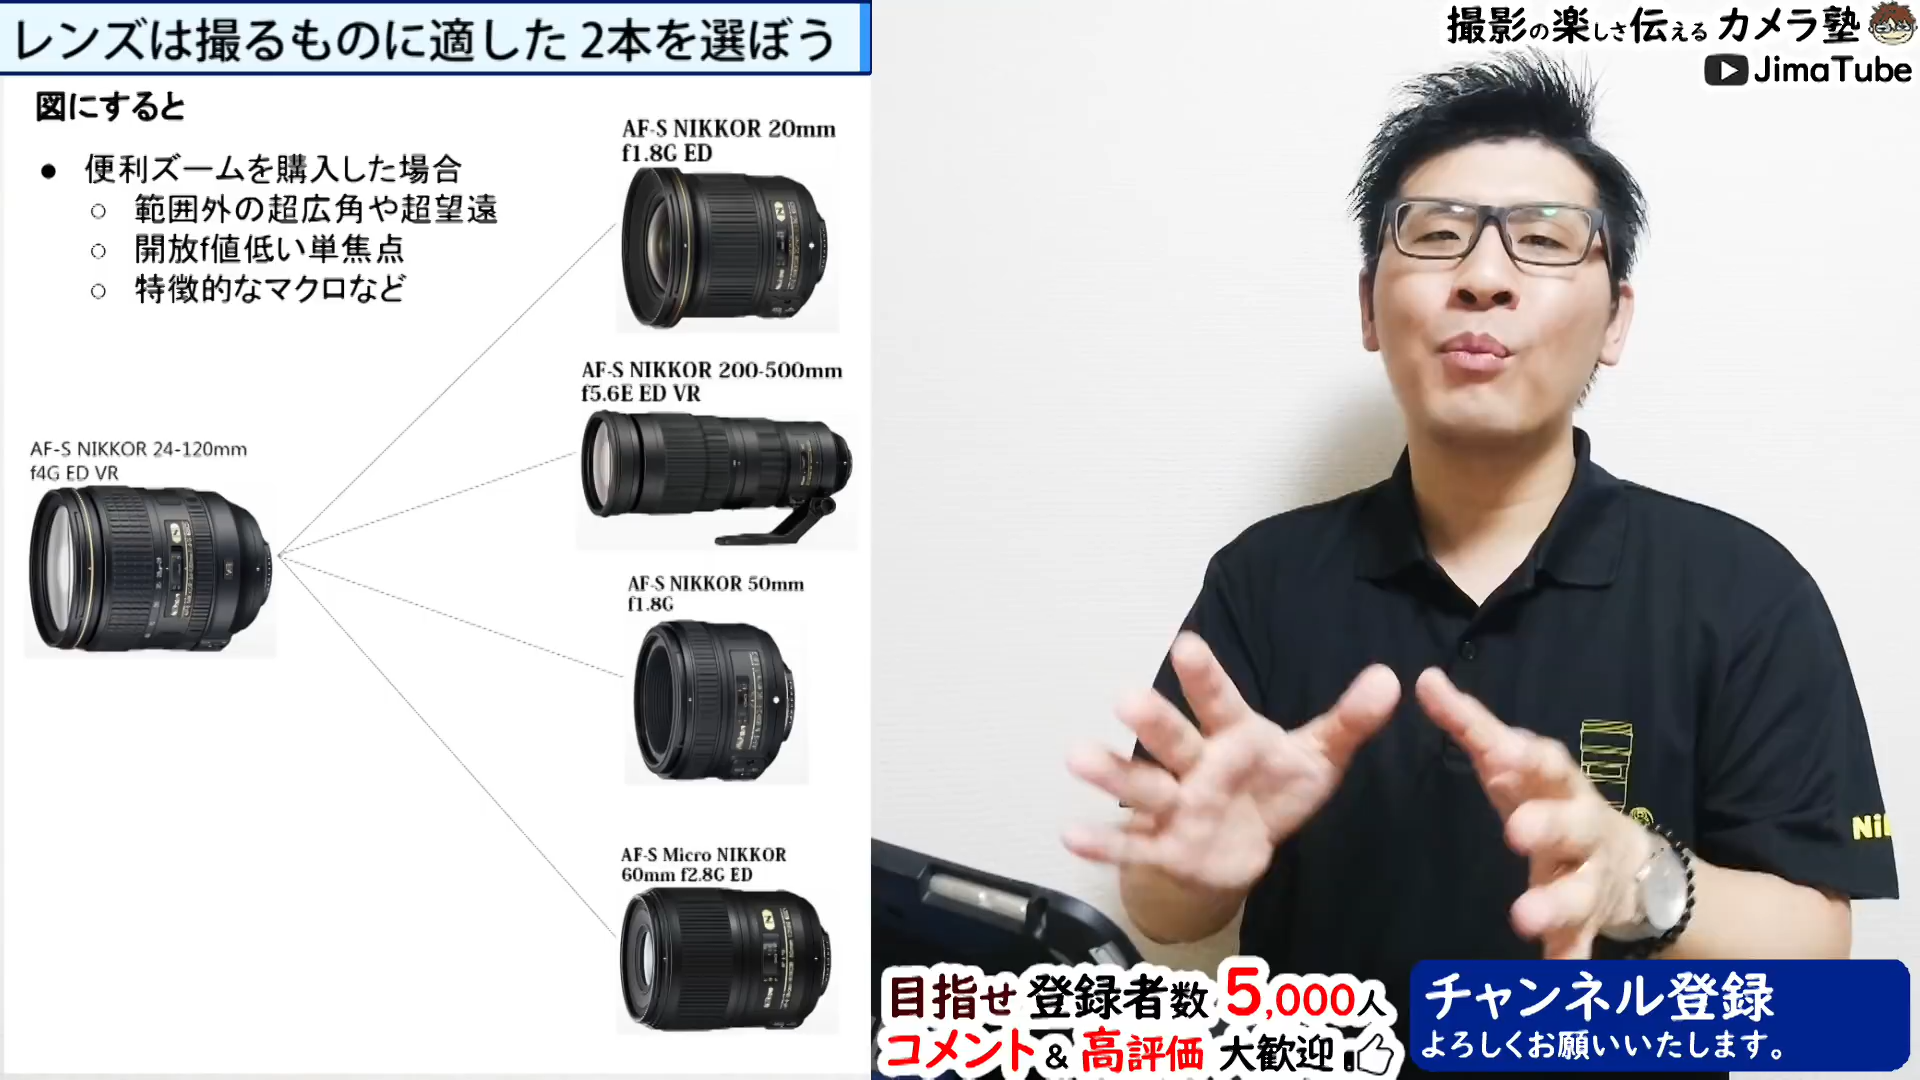 レンズは撮るものに適した 2本を選ぼう
図にすると
● 便利ズームを購入した場合
○ 範囲外の超広角や超望遠
○ 開放f値低い単焦点
○ 特徴的なマクロなど
AF-S NIKKOR 24-120mm
f4G ED VR
AF-S NIKKOR 20mm
f1.8G ED
AF-S NIKKOR 200-500mm
f5.6E ED VR
AF-S NIKKOR 50mm
f1.8G
AF-S Micro NIKKOR
60mm f2.8G ED
撮影の楽しさ伝える カメラ塾
JimaTube
目指せ 登録者数 5,000人
コメント & 高評価 大歓迎
チャンネル登録
よろしくお願いいたします。